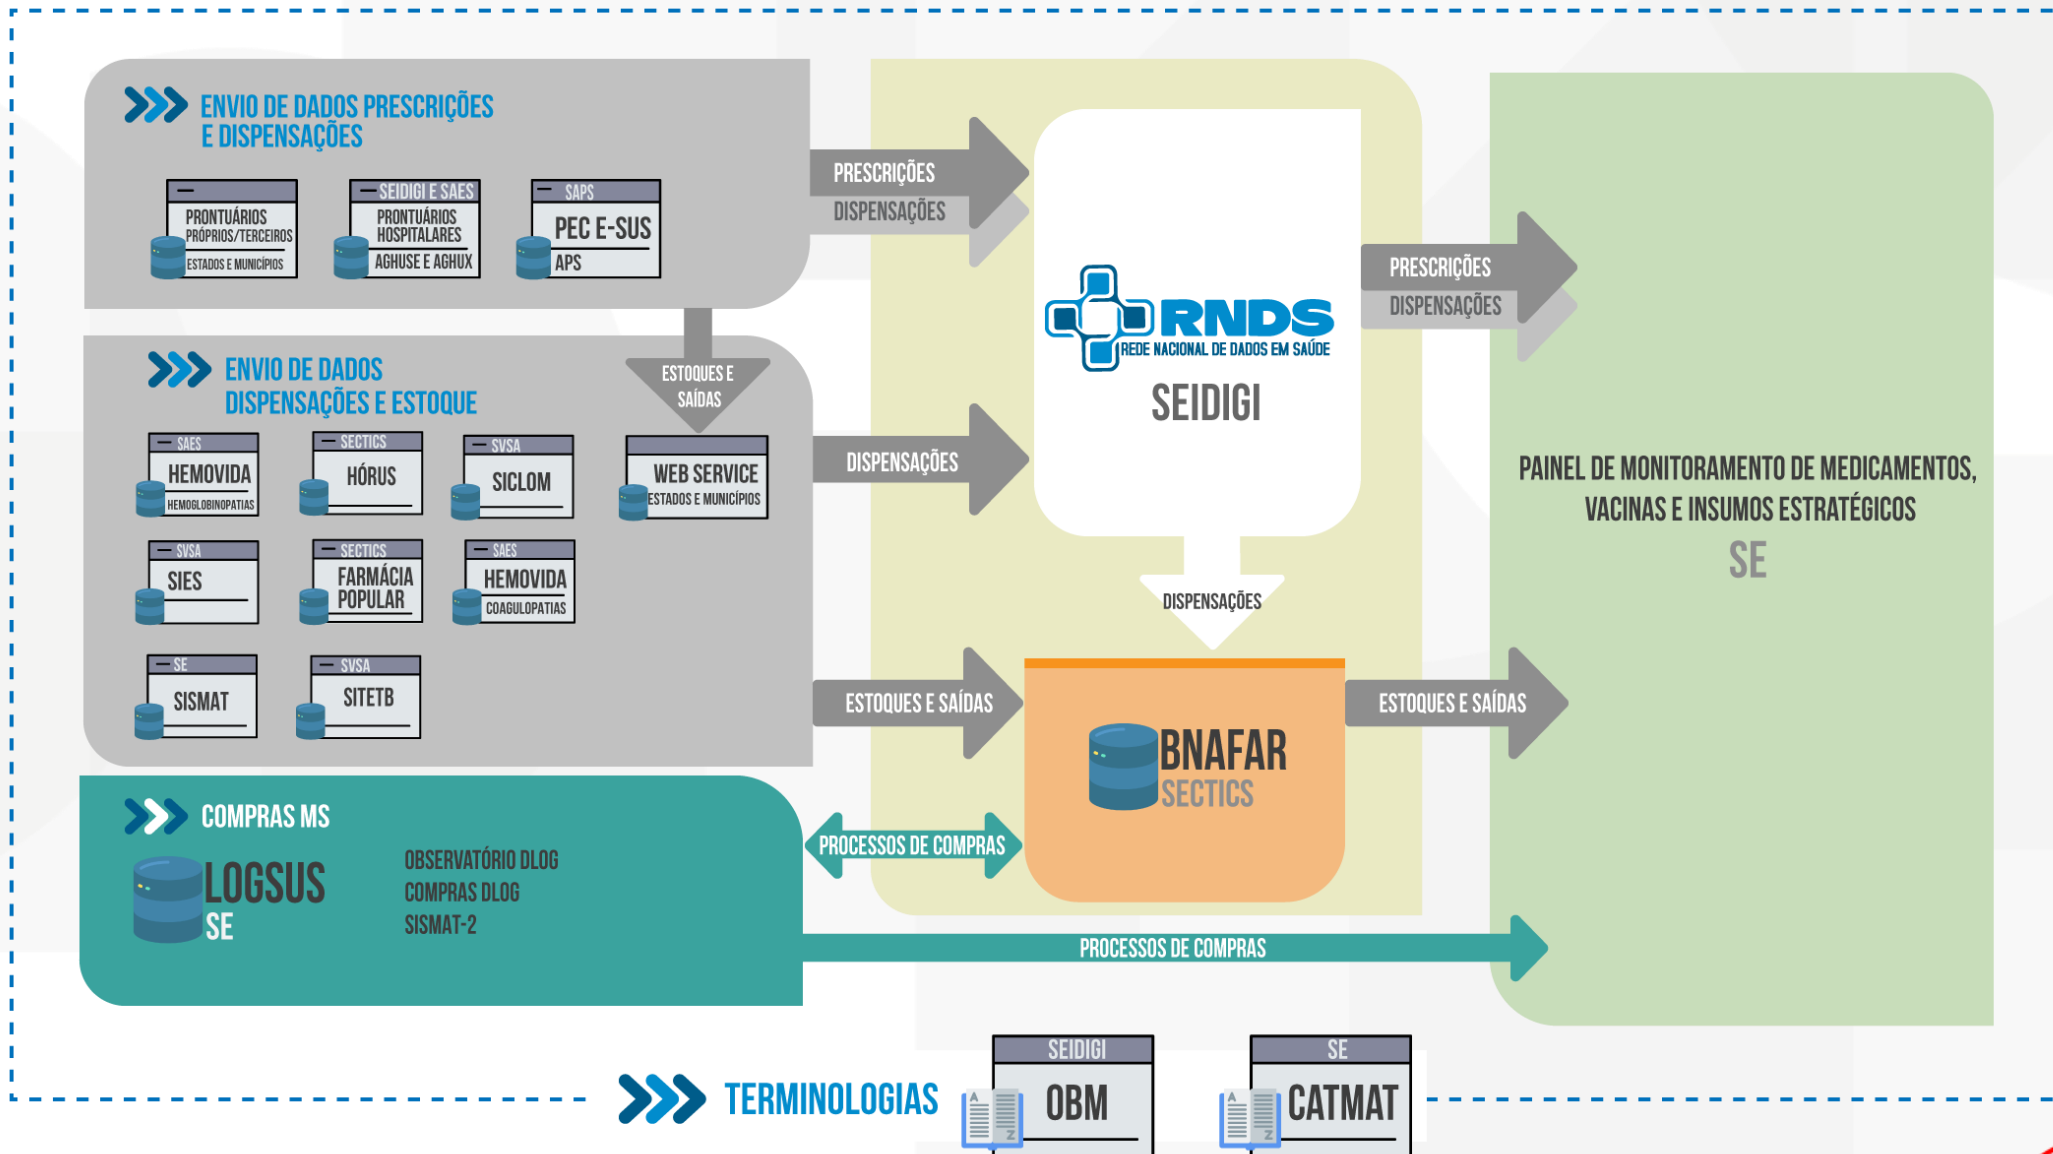 ENVIO DE DADOS PRESCRIÇÕES
E DISPENSAÇÕES
PRONTUÁRIOS
PRÓPRIOS/TERCEIROS
ESTADOS E MUNICÍPIOS
SEIDIGI E SAES
PRONTUÁRIOS
HOSPITALARES
AGHUSE E AGHUX
SAPS
PEC E-SUS
APS
PRESCRIÇÕES
DISPENSAÇÕES
ESTOQUES E
SAÍDAS
ENVIO DE DADOS
DISPENSAÇÕES E ESTOQUE
SAES
HEMOVIDA
HEMOGLOBINOPATIAS
SECTICS
HÓRUS
SVSA
SICLOM
WEB SERVICE
ESTADOS E MUNICÍPIOS
SVSA
SIES
SECTICS
FARMÁCIA
POPULAR
SAES
HEMOVIDA
COAGULOPATIAS
SE
SISMAT
SVSA
SITETB
DISPENSAÇÕES
ESTOQUES E SAÍDAS
RNDS
REDE NACIONAL DE DADOS EM SAÚDE
SEIDIGI
DISPENSAÇÕES
BNAFAR
SECTICS
PRESCRIÇÕES
DISPENSAÇÕES
ESTOQUES E SAÍDAS
PAINEL DE MONITORAMENTO DE MEDICAMENTOS,
VACINAS E INSUMOS ESTRATÉGICOS
SE
COMPRAS MS
LOGSUS
SE
OBSERVATÓRIO DLOG
COMPRAS DLOG
SISMAT-2
PROCESSOS DE COMPRAS
PROCESSOS DE COMPRAS
TERMINOLOGIAS
SEIDIGI
A
Z
OBM
SE
A
Z
CATMAT